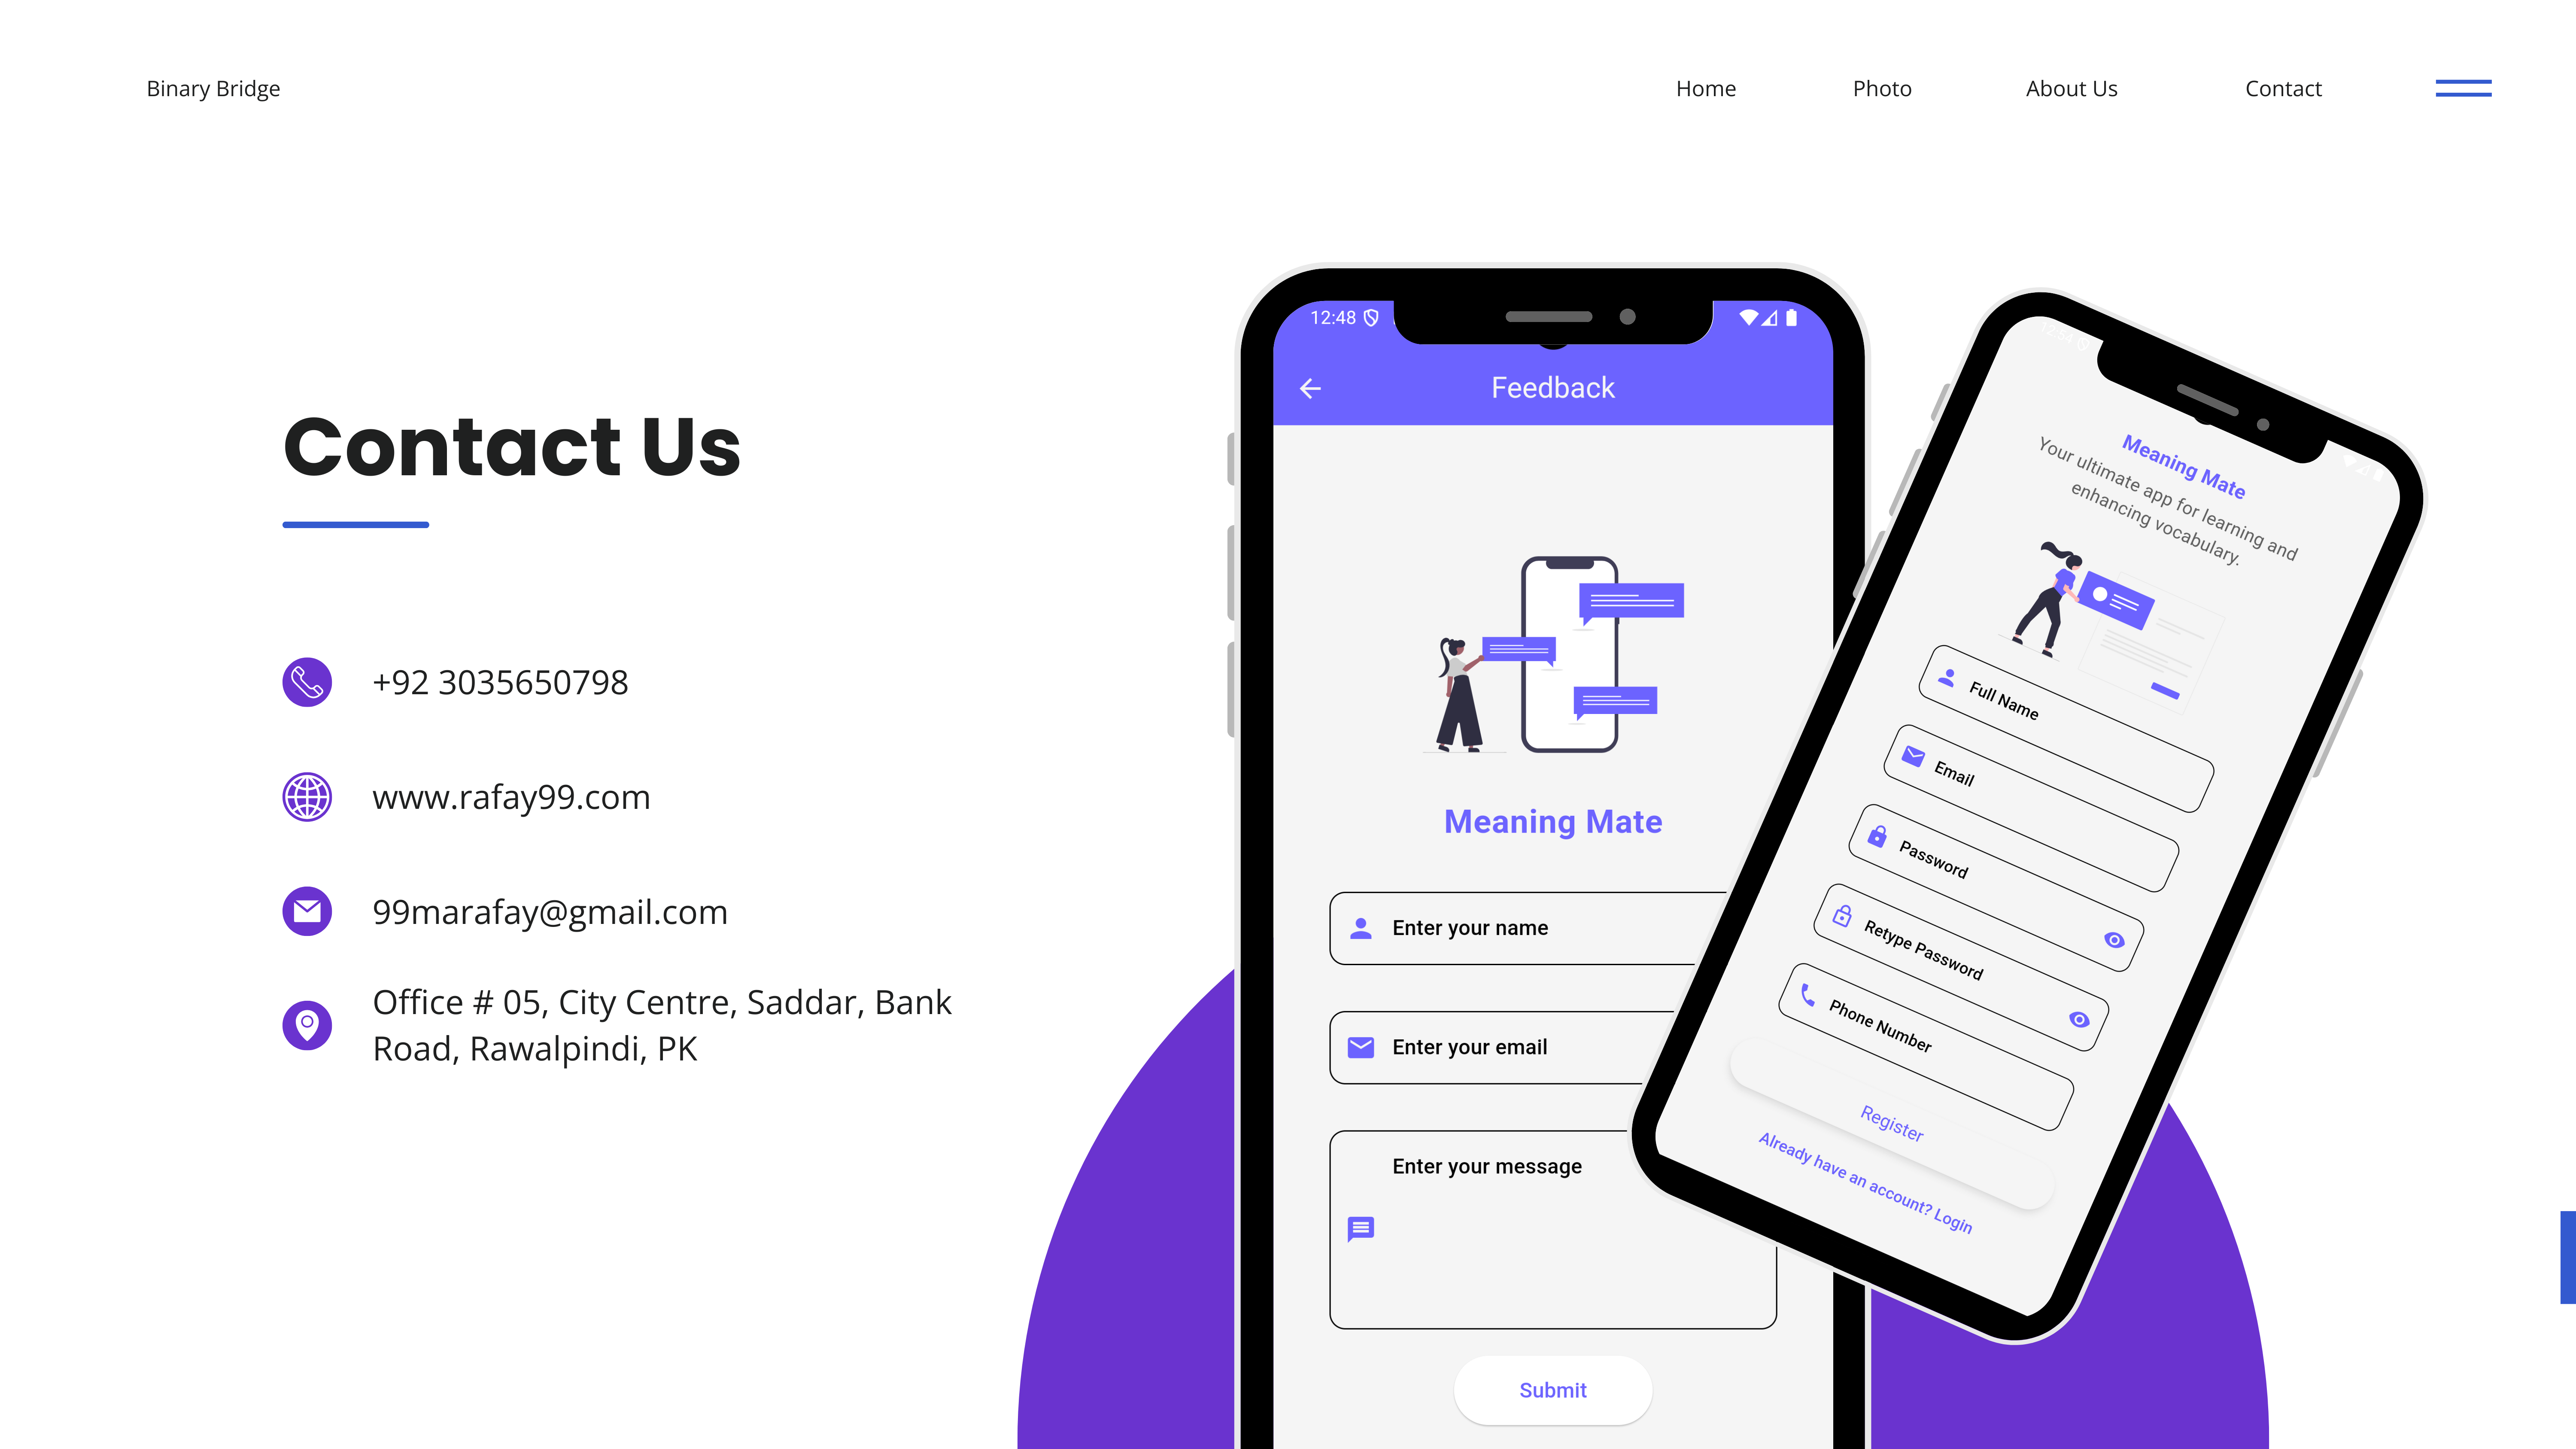 Binary Bridge
Home
Photo
About Us
Contact
Contact Us
+92 3035650798
www.rafay99.com
99marafay@gmail.com
Office # 05, City Centre, Saddar, Bank
Road, Rawalpindi, PK
12:48
Feedback
Meaning Mate
Enter your name
Enter your email
Enter your message
Submit
Meaning Mate
Your ultimate app for learning and
enhancing vocabulary.
Full Name
Email
Password
Retype Password
Phone Number
Register
Already have an account? Login